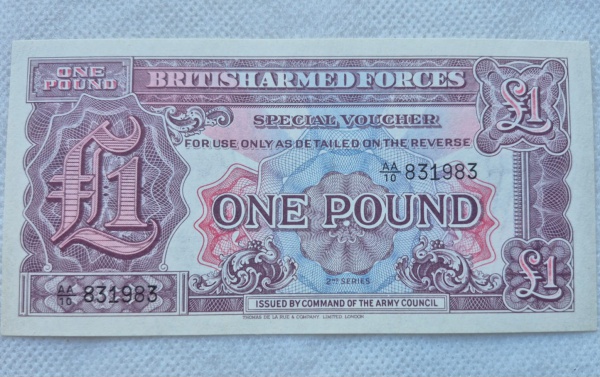 ONE
POUND
BRITISH ARMED FORCES
£1
SPECIAL VOUCHER
FOR USE ONLY AS DETAILED ON THE REVERSE
AA/10 831983
£1
ONE POUND
2ND SERIES
£1
AA/10 831983
ISSUED BY COMMAND OF THE ARMY COUNCIL
THOMAS DE LA RUE & COMPANY, LIMITED, LONDON